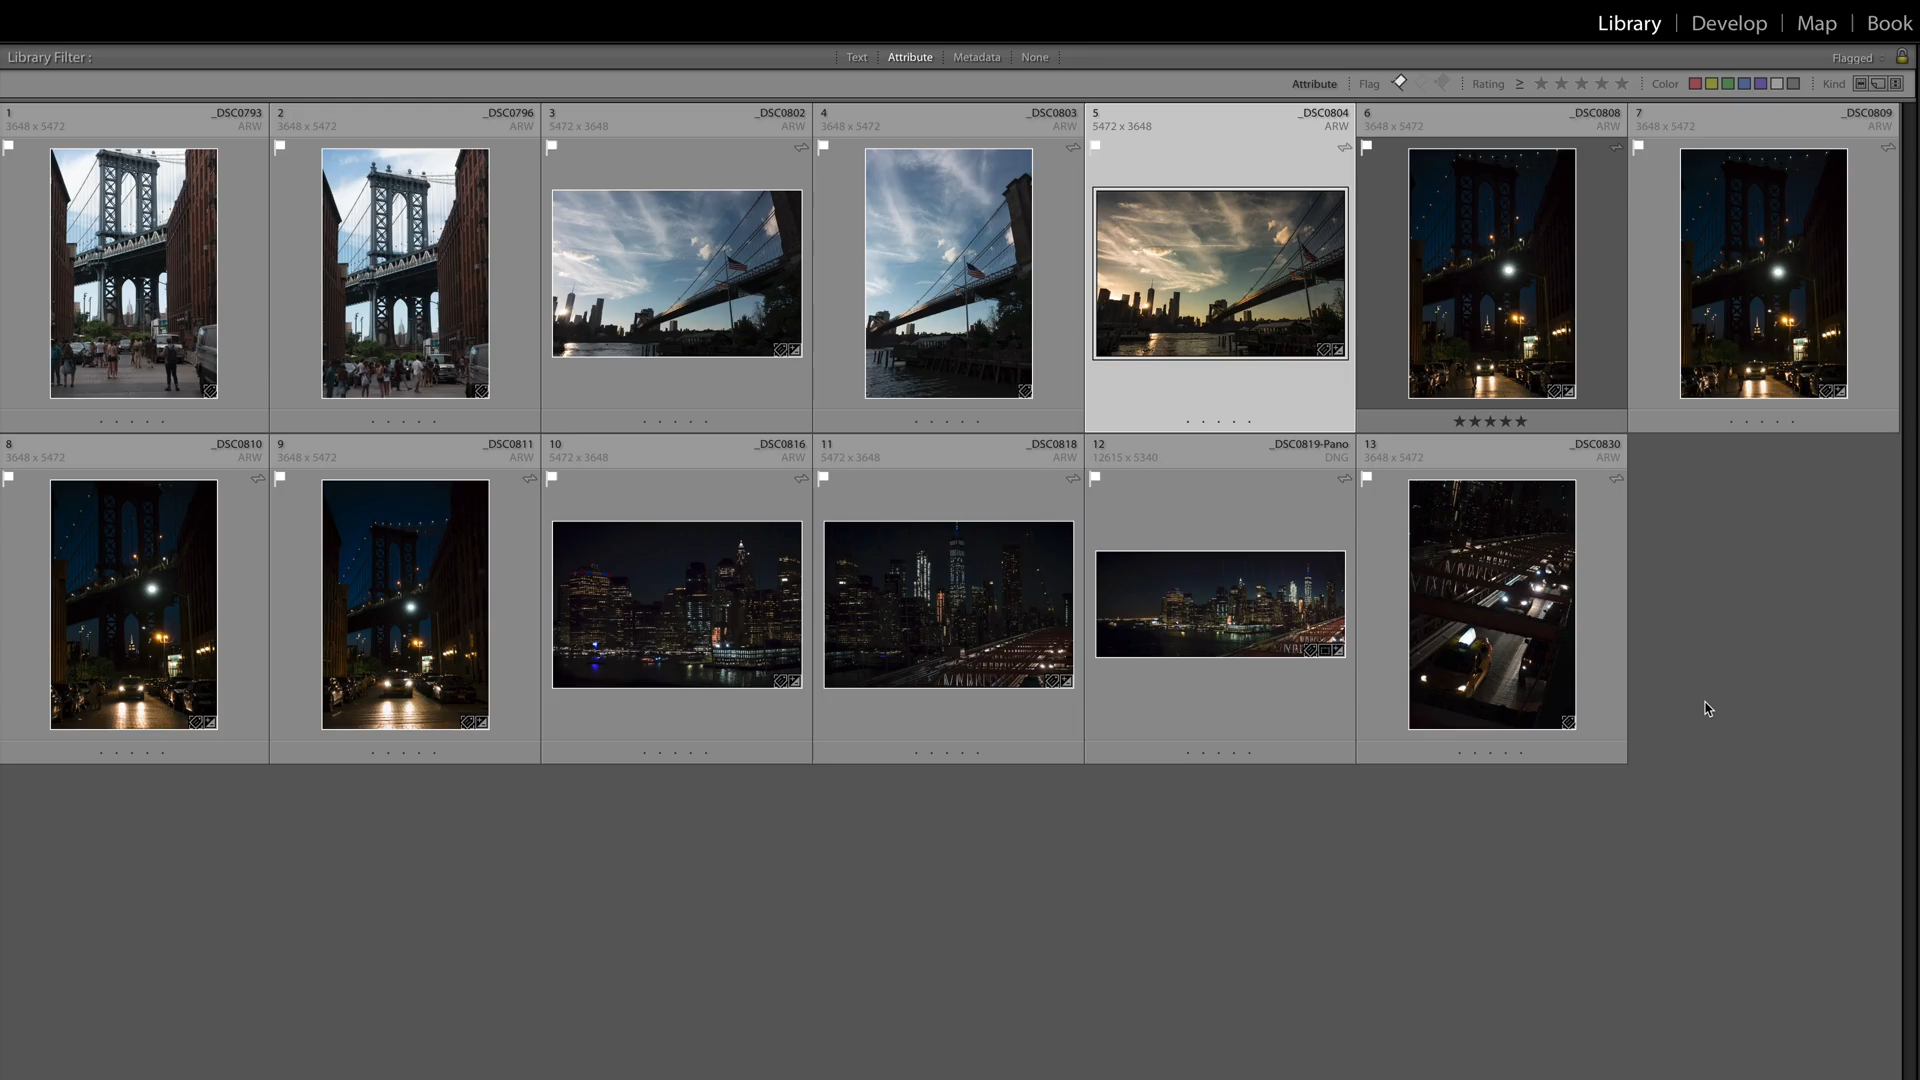 Library | Develop | Map | Book
Library Filter : Text Attribute Metadata None Flagged
Attribute Flag Rating ≥ ★ ★ ★ ★ ★ Color Kind
1 _DSC0793 2 _DSC0796 3 _DSC0802 4 _DSC0803 5 _DSC0804 6 _DSC0808 7 _DSC0809
3648 x 5472 ARW 3648 x 5472 ARW 5472 x 3648 ARW 3648 x 5472 ARW 5472 x 3648 ARW 3648 x 5472 ARW 3648 x 5472 ARW
★★★★★
8 _DSC0810 9 _DSC0811 10 _DSC0816 11 _DSC0818 12 _DSC0819-Pano 13 _DSC0830
3648 x 5472 ARW 3648 x 5472 ARW 5472 x 3648 ARW 5472 x 3648 ARW 12615 x 5340 DNG 3648 x 5472 ARW